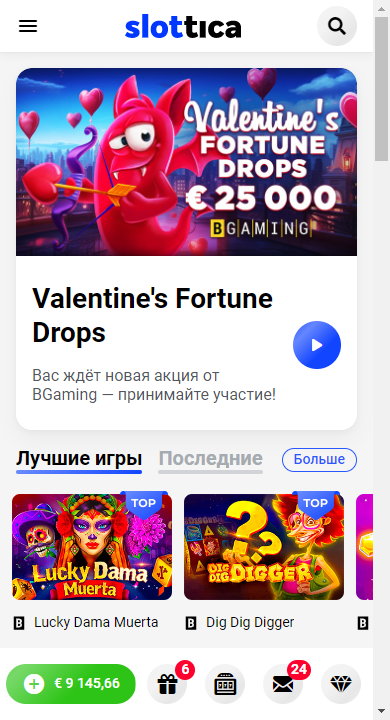 slottica
Valentine's
FORTUNE
DROPS
€ 25 000
BGAMING
Valentine's Fortune
Drops
Вас ждёт новая акция от
BGaming — принимайте участие!
Лучшие игры Последние Больше
TOP TOP
Lucky Dama
Muerta
DIG DIG DIGGER
Lucky Dama Muerta Dig Dig Digger
€ 9 145,66 6 24